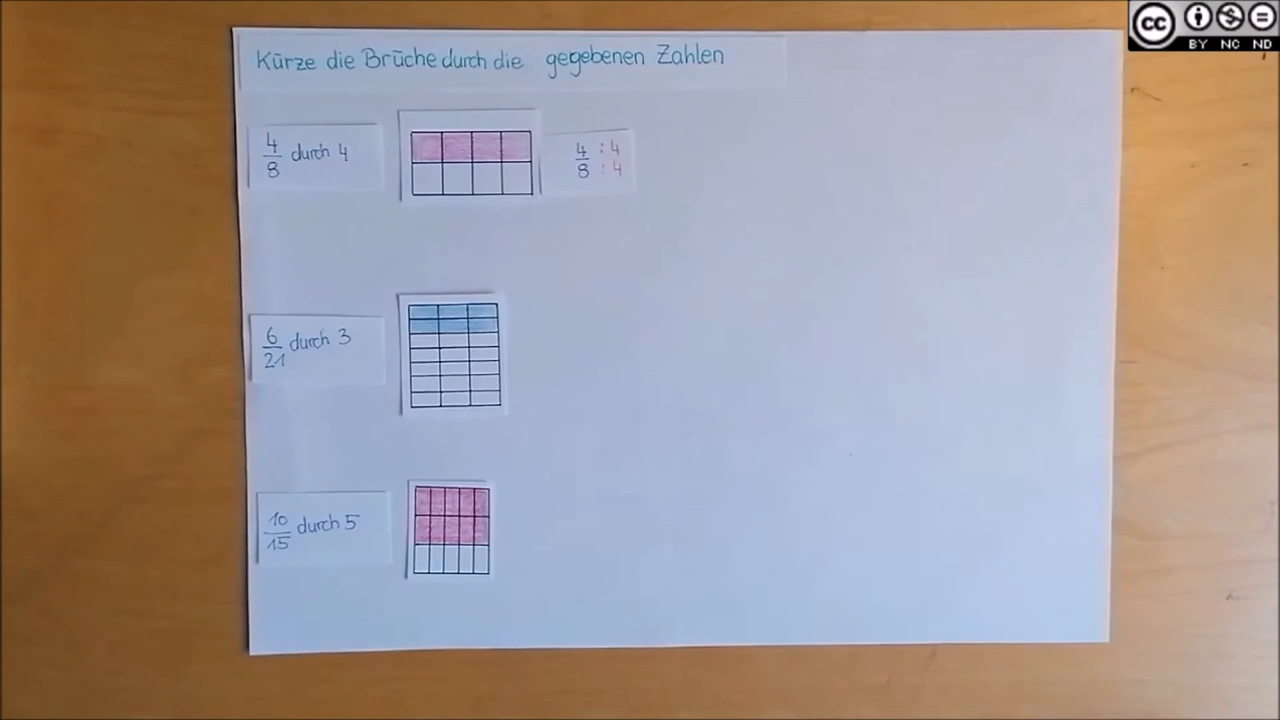 Kürze die Brüche durch die gegebenen Zahlen
4/8 durch 4
4/8 :4 :4
6/21 durch 3
10/15 durch 5
cc
BY NC ND